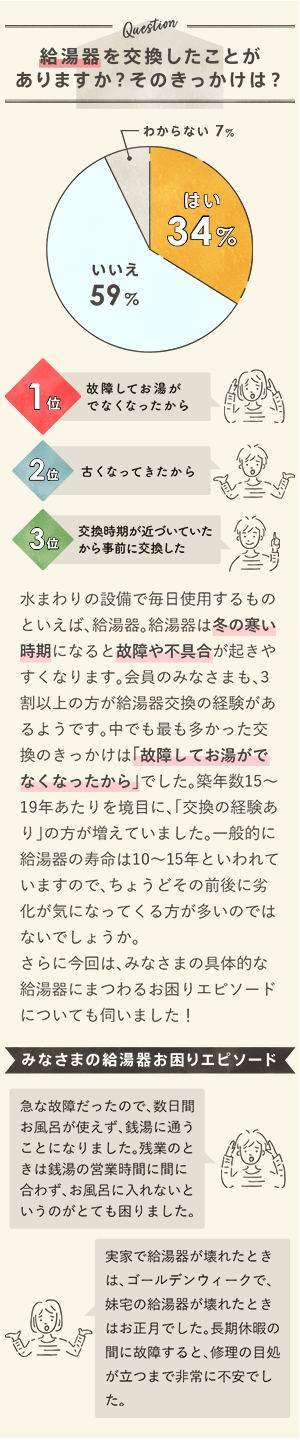 Question
給湯器を交換したことが
ありますか？そのきっかけは？
わからない 7%
はい
34%
いいえ
59%
1位
故障してお湯が
でなくなったから
2位
古くなってきたから
3位
交換時期が近づいていた
から事前に交換した
水まわりの設備で毎日使用するもの
といえば、給湯器。給湯器は冬の寒い
時期になると故障や不具合が起きや
すくなります。会員のみなさまも、3
割以上の方が給湯器交換の経験があ
るようです。中でも最も多かった交
換のきっかけは「故障してお湯がで
なくなったから」でした。築年数15〜
19年あたりを境目に、「交換の経験あ
り」の方が増えていました。一般的に
給湯器の寿命は10〜15年といわれて
いますので、ちょうどその前後に劣
化が気になってくる方が多いのでは
ないでしょうか。
さらに今回は、みなさまの具体的な
給湯器にまつわるお困りエピソード
についても伺いました！
みなさまの給湯器お困りエピソード
急な故障だったので、数日間
お風呂が使えず、銭湯に通う
ことになりました。残業のと
きは銭湯の営業時間に間に
合わず、お風呂に入れないと
いうのがとても困りました。
実家で給湯器が壊れたとき
は、ゴールデンウィークで、
妹宅の給湯器が壊れたとき
はお正月でした。長期休暇の
間に故障すると、修理の目処
が立つまで非常に不安でし
た。